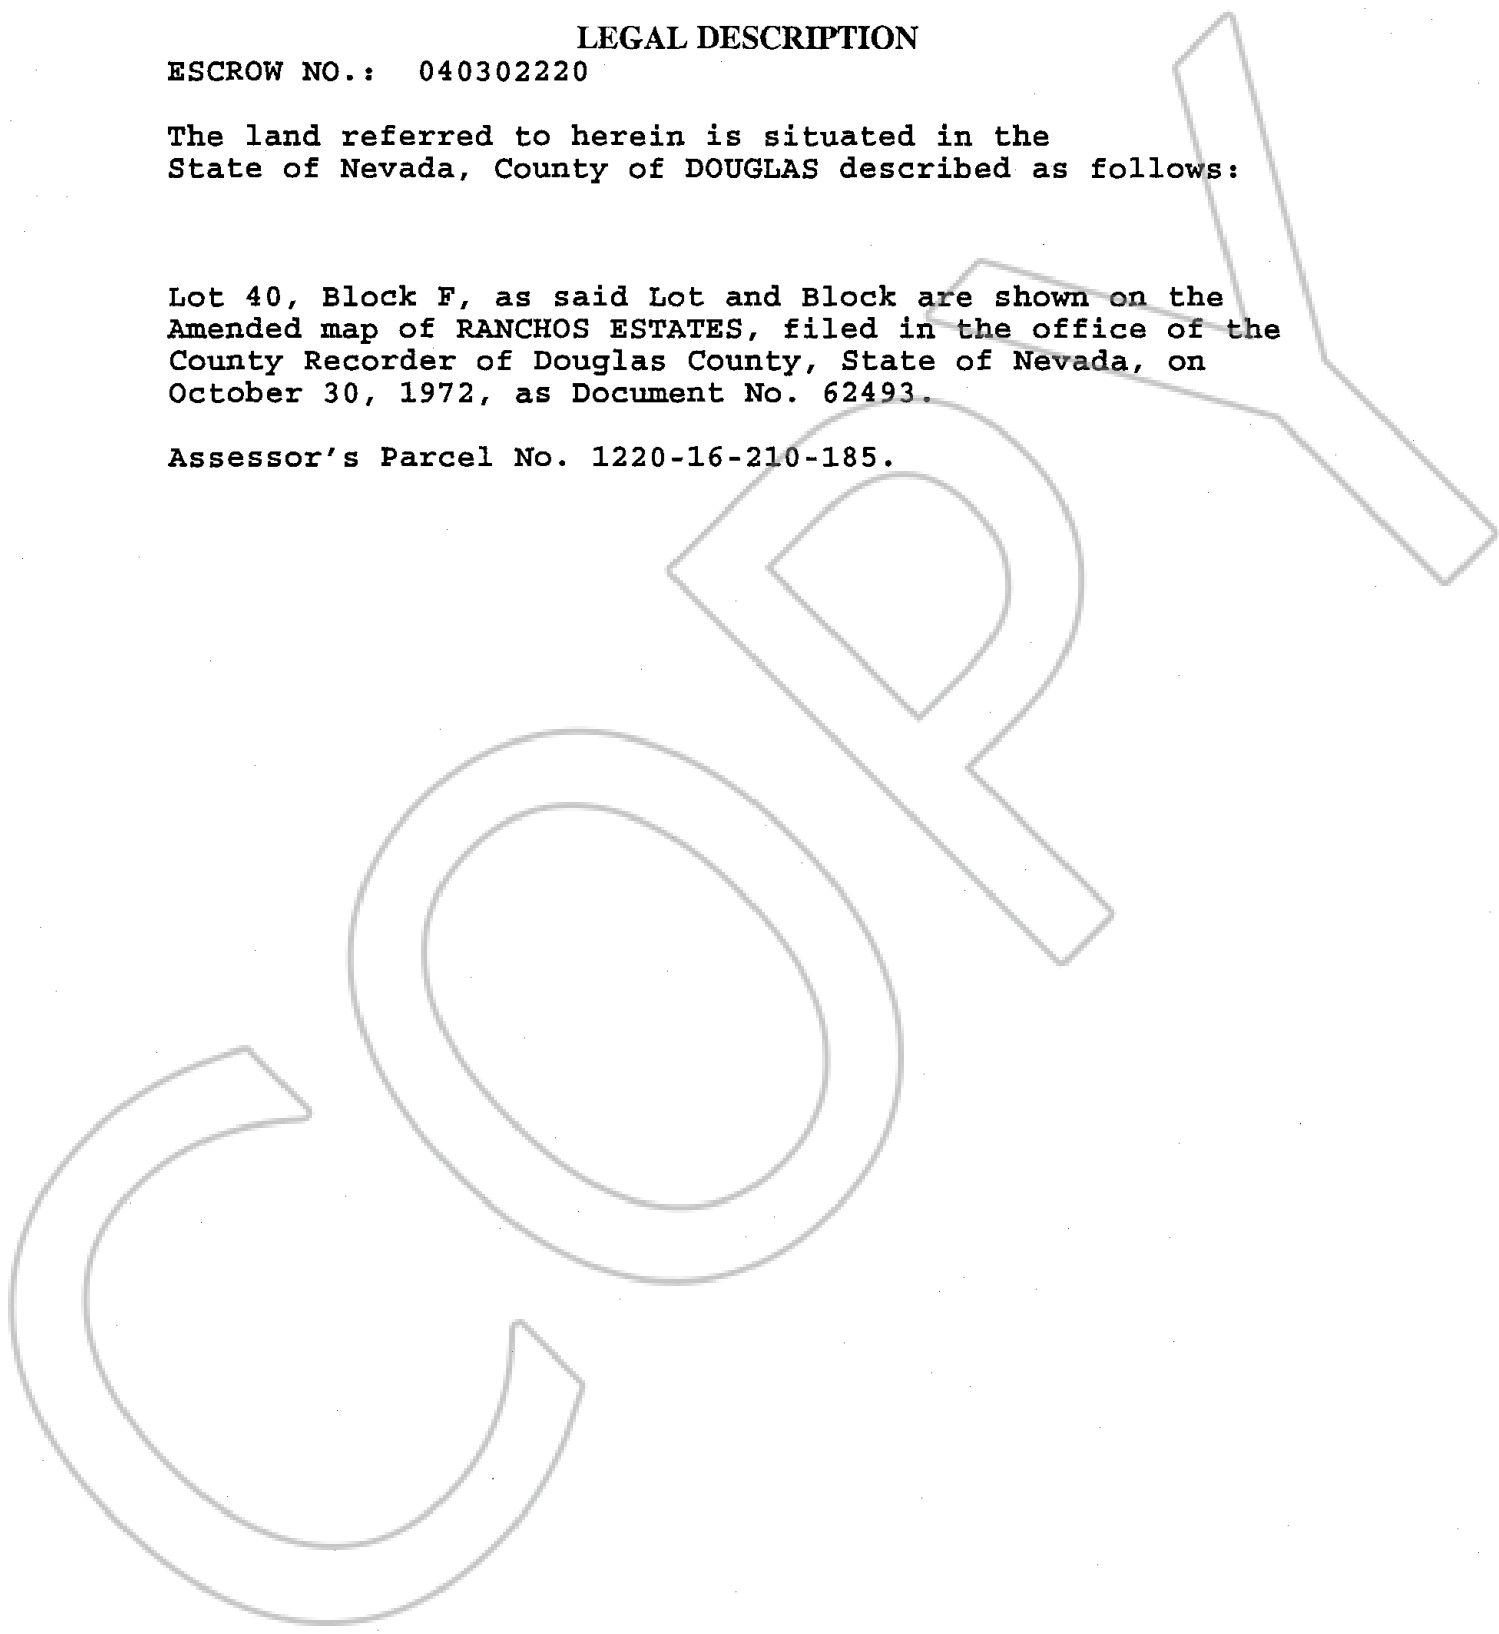 LEGAL DESCRIPTION
ESCROW NO.: 040302220
The land referred to herein is situated in the
State of Nevada, County of DOUGLAS described as follows:
Lot 40, Block F, as said Lot and Block are shown on the
Amended map of RANCHOS ESTATES, filed in the office of the
County Recorder of Douglas County, State of Nevada, on
October 30, 1972, as Document No. 62493.
Assessor's Parcel No. 1220-16-210-185.
COPY